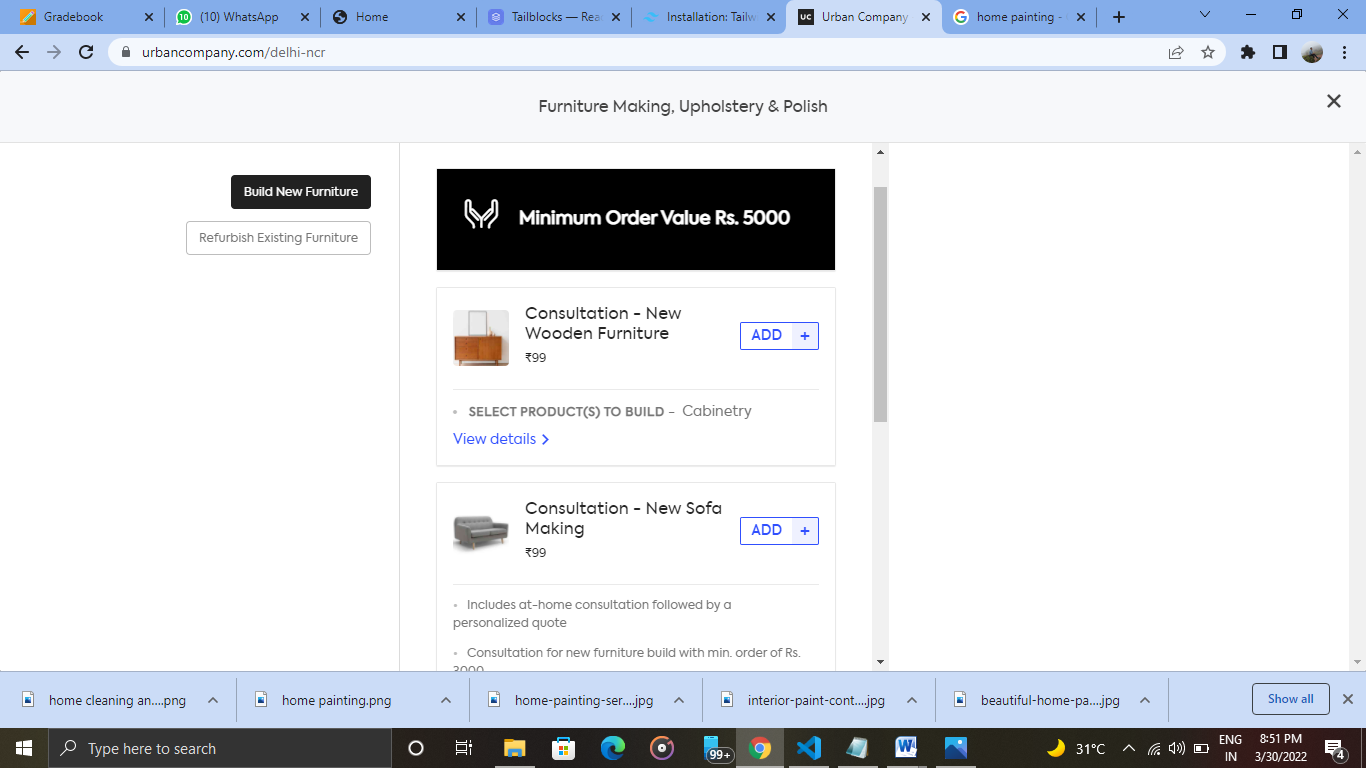 Gradebook
(10) WhatsApp
Home
Tailblocks — Rea
Installation: Tailw
UC Urban Company
home painting -
urbancompany.com/delhi-ncr
Furniture Making, Upholstery & Polish
Build New Furniture
Refurbish Existing Furniture
Minimum Order Value Rs. 5000
Consultation - New
Wooden Furniture
₹99
ADD +
• SELECT PRODUCT(S) TO BUILD - Cabinetry
View details
Consultation - New Sofa
Making
₹99
ADD +
• Includes at-home consultation followed by a
personalized quote
• Consultation for new furniture build with min. order of Rs.
3000
home cleaning an....png
home painting.png
home-painting-ser....jpg
interior-paint-cont....jpg
beautiful-home-pa....jpg
Show all
Type here to search
99+
31°C
ENG
IN
8:51 PM
3/30/2022
4